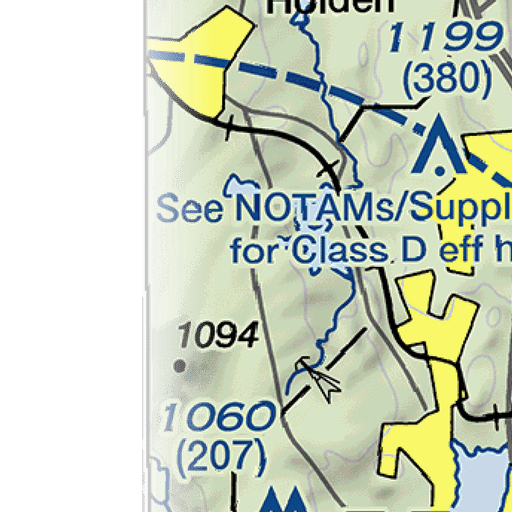 Holden
1199
(380)
See NOTAMs/Suppl
for Class D eff h
1094
1060
(207)